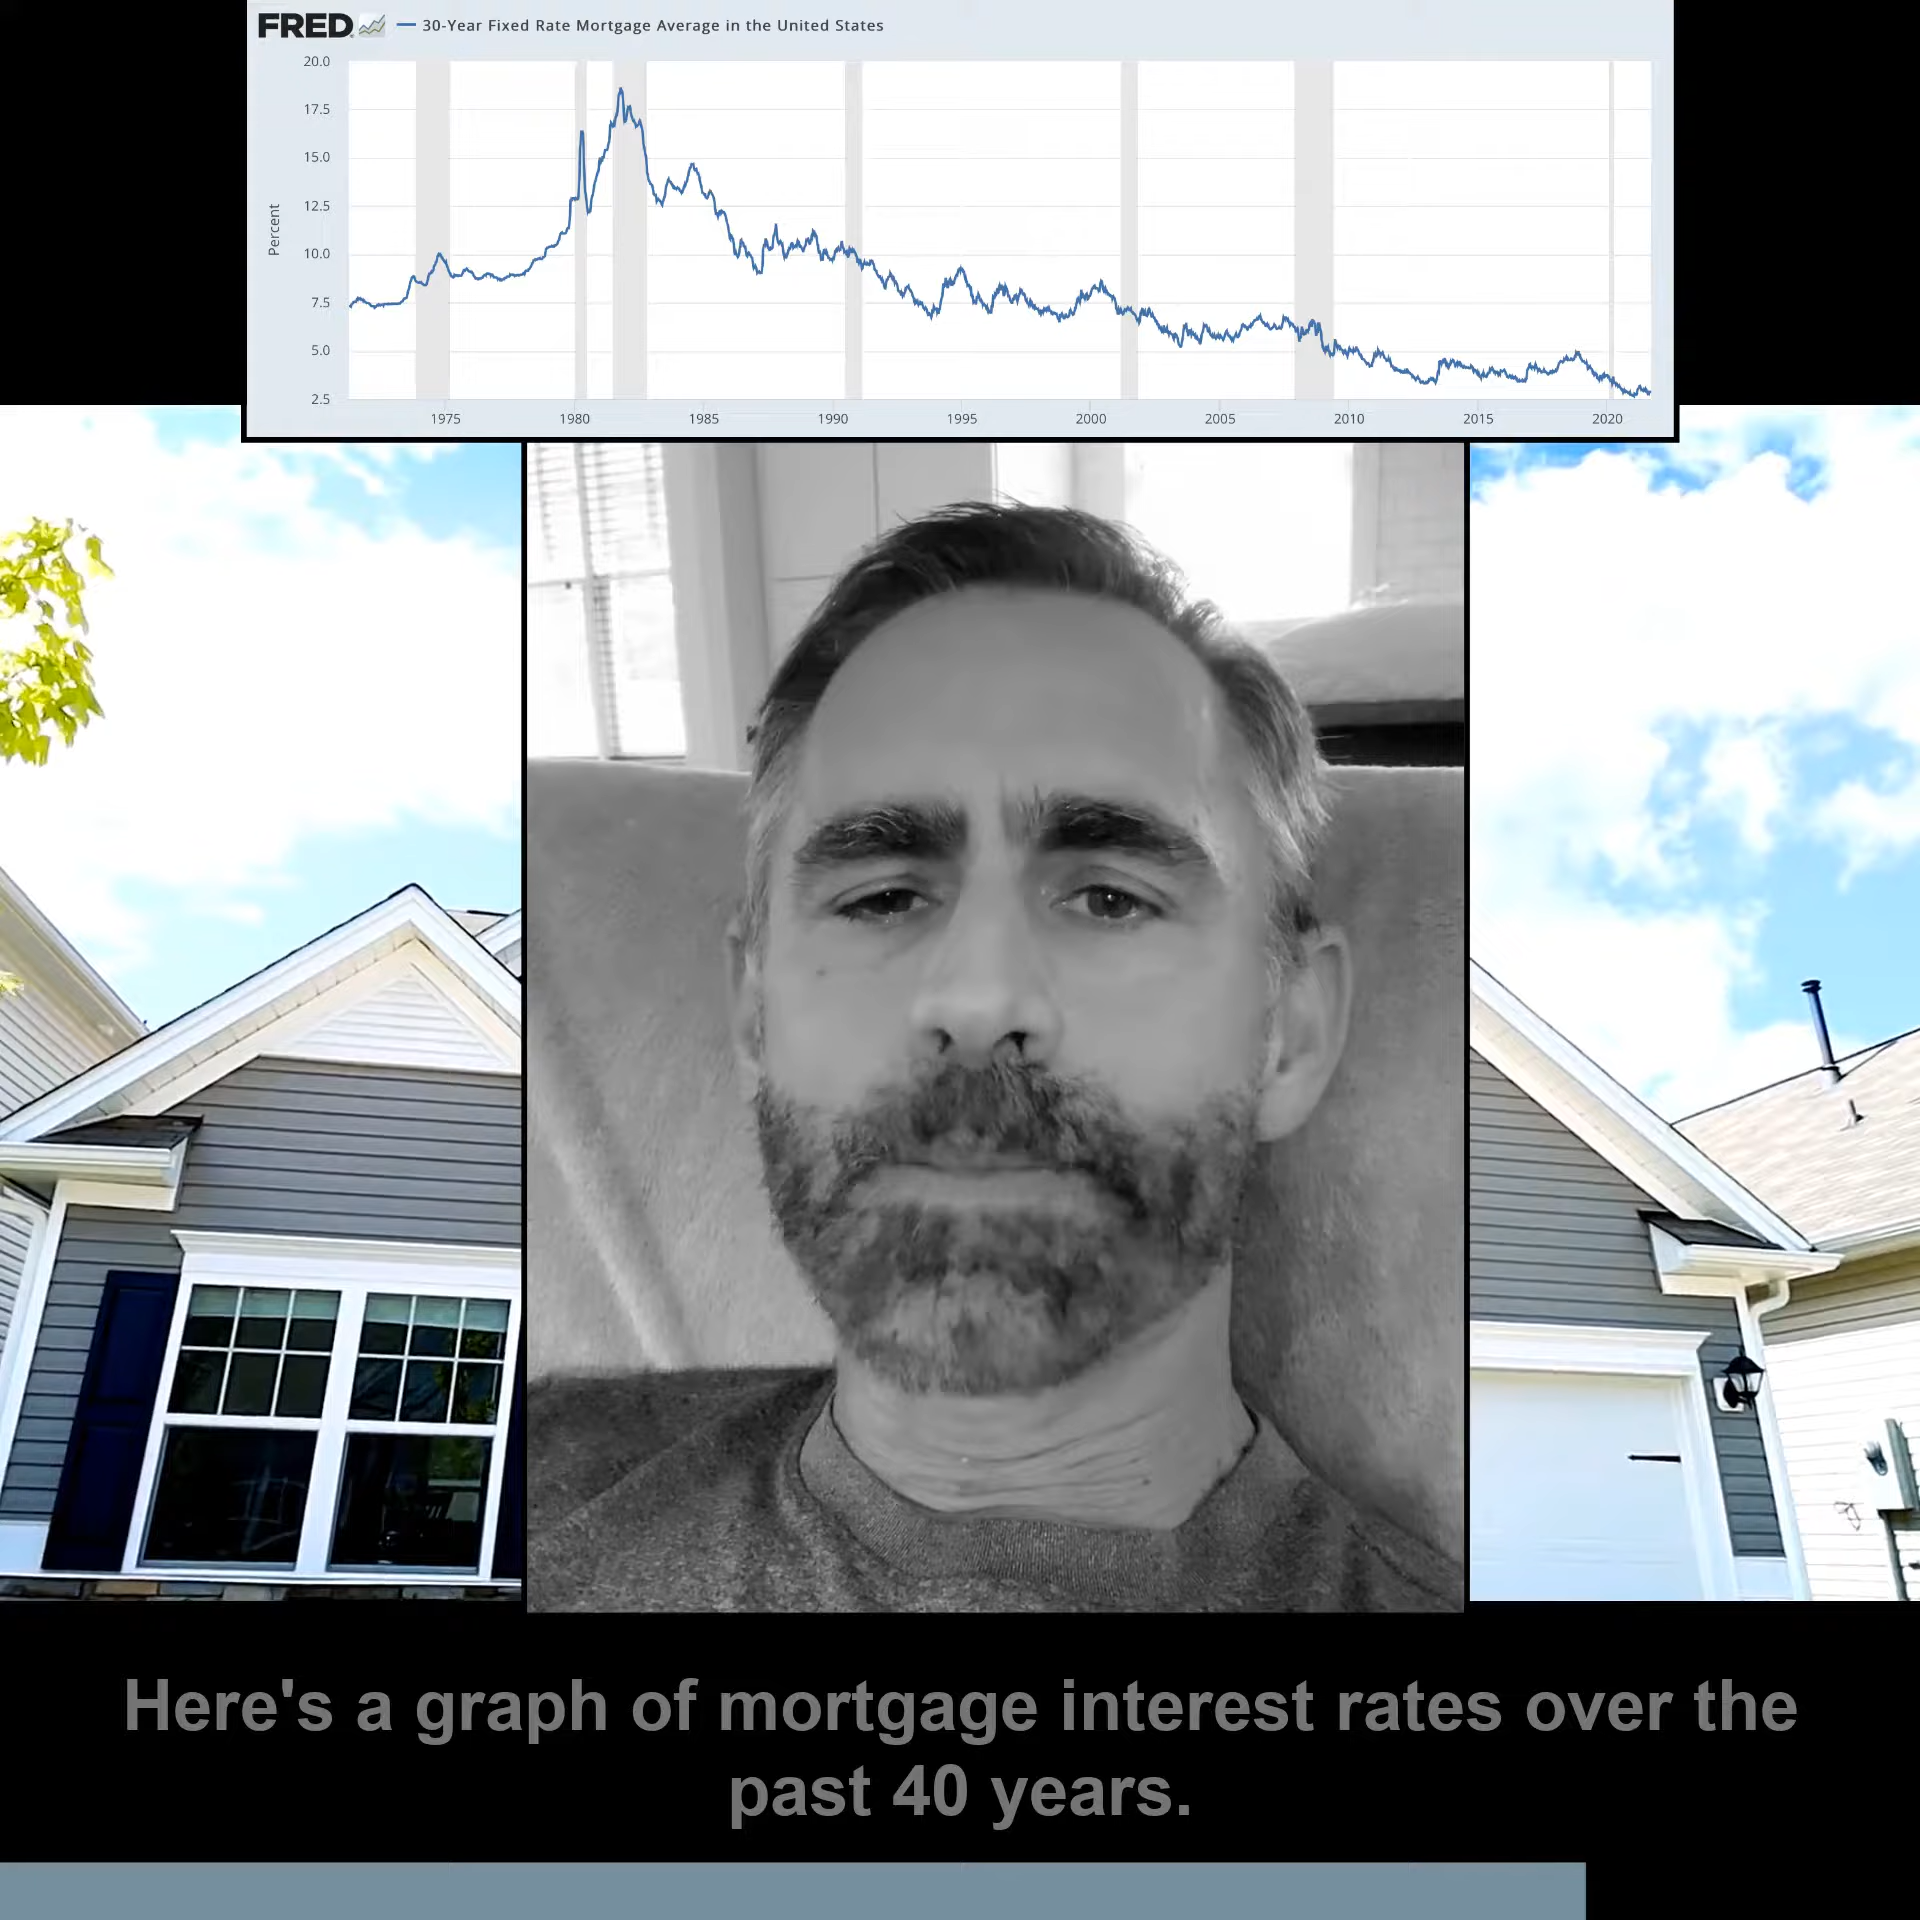 FRED — 30-Year Fixed Rate Mortgage Average in the United States
20.0
17.5
15.0
12.5
10.0
7.5
5.0
2.5
Percent
1975 1980 1985 1990 1995 2000 2005 2010 2015 2020
Here's a graph of mortgage interest rates over the
past 40 years.